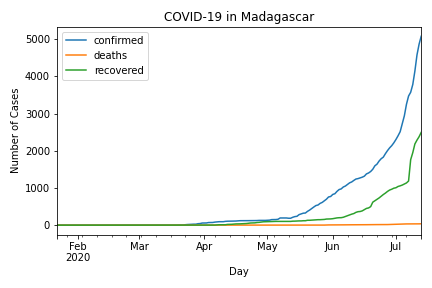 COVID-19 in Madagascar
confirmed
deaths
recovered
Number of Cases
5000
4000
3000
2000
1000
0
Feb Mar Apr May Jun Jul
2020
Day